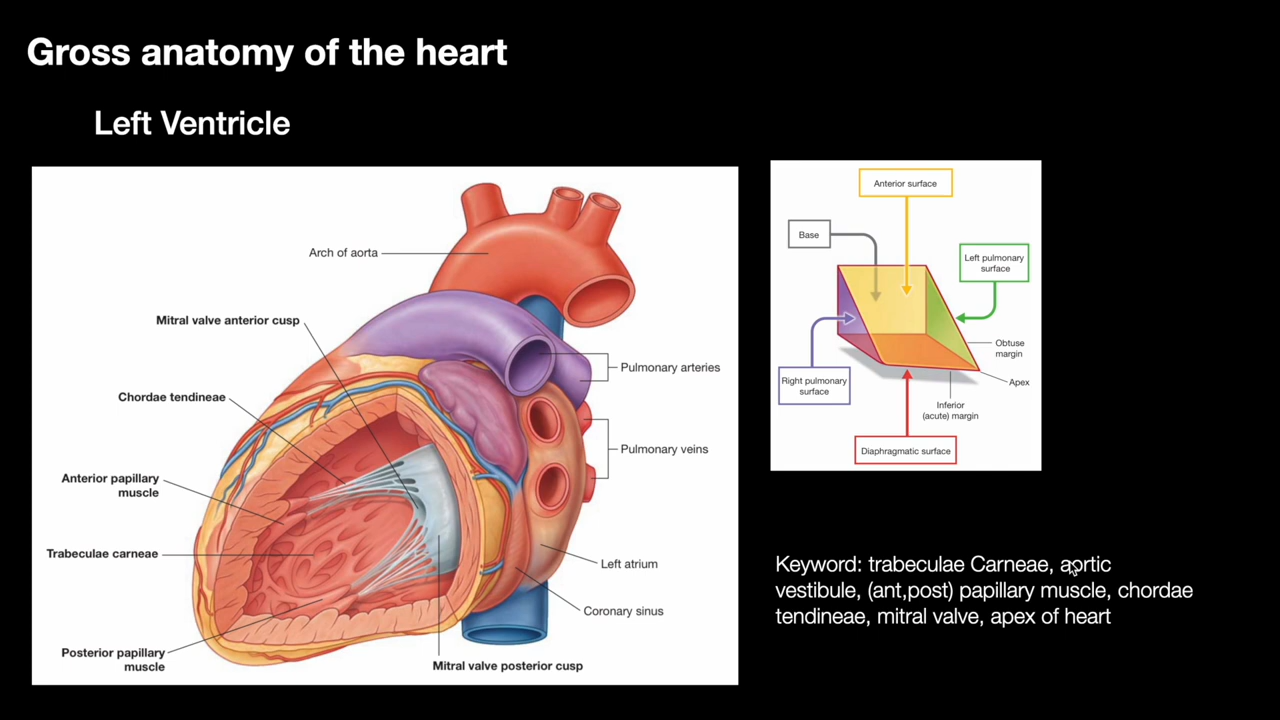 Gross anatomy of the heart
Left Ventricle
Arch of aorta
Mitral valve anterior cusp
Chordae tendineae
Anterior papillary
muscle
Trabeculae carneae
Posterior papillary
muscle
Pulmonary arteries
Pulmonary veins
Left atrium
Coronary sinus
Mitral valve posterior cusp
Anterior surface
Base
Left pulmonary
surface
Obtuse
margin
Apex
Right pulmonary
surface
Inferior
(acute) margin
Diaphragmatic surface
Keyword: trabeculae Carneae, aortic
vestibule, (ant,post) papillary muscle, chordae
tendineae, mitral valve, apex of heart